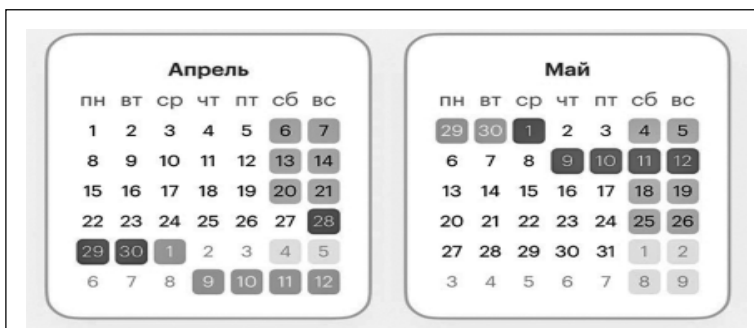 Апрель
пн вт ср чт пт сб вс
1 2 3 4 5 6 7
8 9 10 11 12 13 14
15 16 17 18 19 20 21
22 23 24 25 26 27 28
29 30 1 2 3 4 5
6 7 8 9 10 11 12
Май
пн вт ср чт пт сб вс
29 30 1 2 3 4 5
6 7 8 9 10 11 12
13 14 15 16 17 18 19
20 21 22 23 24 25 26
27 28 29 30 31 1 2
3 4 5 6 7 8 9